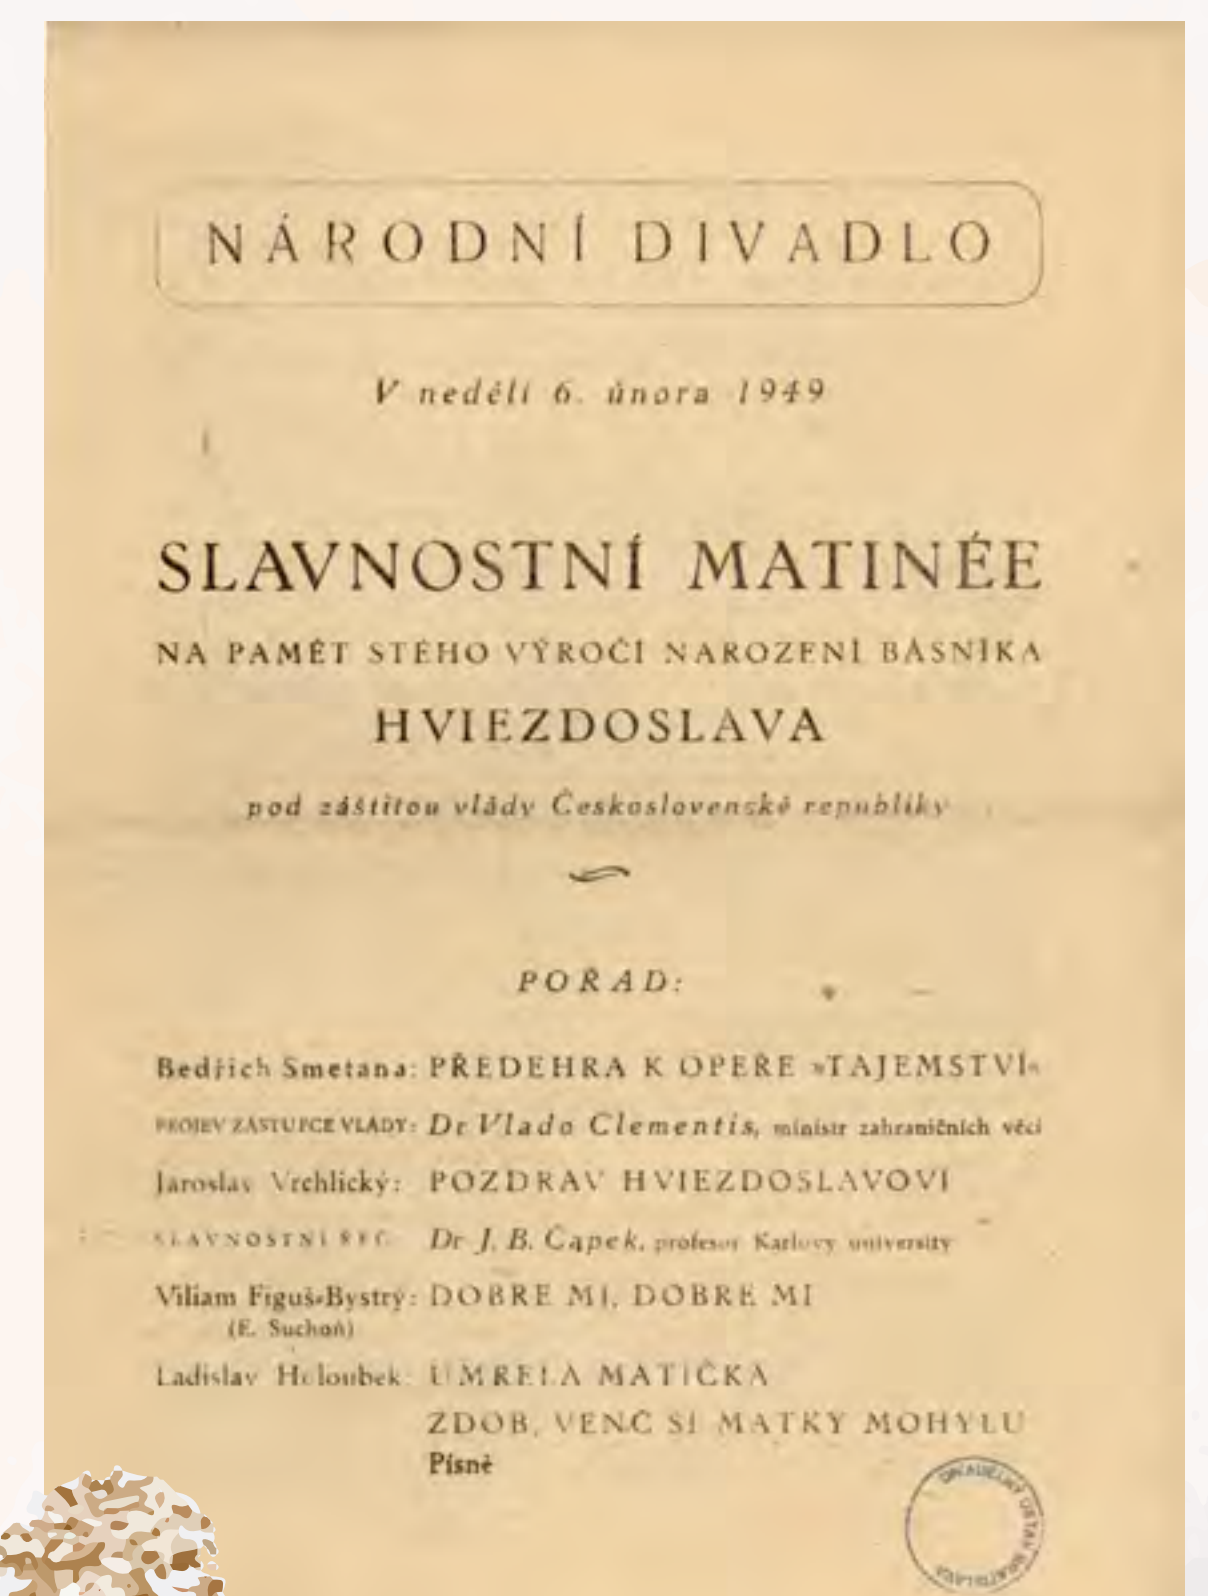 NÁRODNÍ DIVADLO
V neděli 6. února 1949
SLAVNOSTNÍ MATINÉE
NA PAMĚT STÉHO VÝROČÍ NAROZENÍ BÁSNÍKA
HVIEZDOSLAVA
pod záštitou vlády Československé republiky
POŘAD:
Bedřich Smetana: PŘEDEHRA K OPEŘE »TAJEMSTVÍ«
PROJEV ZÁSTUPCE VLÁDY: Dr Vlado Clementis, ministr zahraničních věcí
Jaroslav Vrchlický: POZDRAV HVIEZDOSLAVOVI
SLAVNOSTNÍ ŘEČ Dr J. B. Čapek, profesor Karlovy university
Viliam Figuš-Bystrý: DOBRE MI, DOBRE MI
(E. Suchoň)
Ladislav Holoubek: UMRELA MATIČKA
ZDOB, VENČ SI MATKY MOHYLU
Písně
DIVADELNÝ ÚSTAV BRATISLAVA